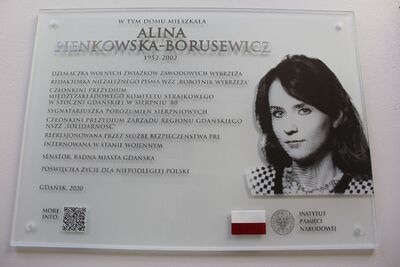 W TYM DOMU MIESZKAŁA
ALINA
PIENKOWSKA-BORUSEWICZ
1952-2002
DZIAŁACZKA WOLNYCH ZWIĄZKÓW ZAWODOWYCH WYBRZEŻA
REDAKTORKA NIEZALEŻNEGO PISMA WZZ „ROBOTNIK WYBRZEŻA”
CZŁONKINI PREZYDIUM
MIĘDZYZAKŁADOWEGO KOMITETU STRAJKOWEGO
W STOCZNI GDAŃSKIEJ W SIERPNIU '80
SYGNATARIUSZKA POROZUMIEŃ SIERPNIOWYCH
CZŁONKINI PREZYDIUM ZARZĄDU REGIONU GDAŃSKIEGO
NSZZ „SOLIDARNOŚĆ”
REPRESJONOWANA PRZEZ SŁUŻBĘ BEZPIECZEŃSTWA PRL
INTERNOWANA W STANIE WOJENNYM
SENATOR, RADNA MIASTA GDAŃSKA
POŚWIĘCIŁA ŻYCIE DLA NIEPODLEGŁEJ POLSKI
GDAŃSK, 2020
MORE
INFO:
INSTYTUT
PAMIĘCI
NARODOWEJ